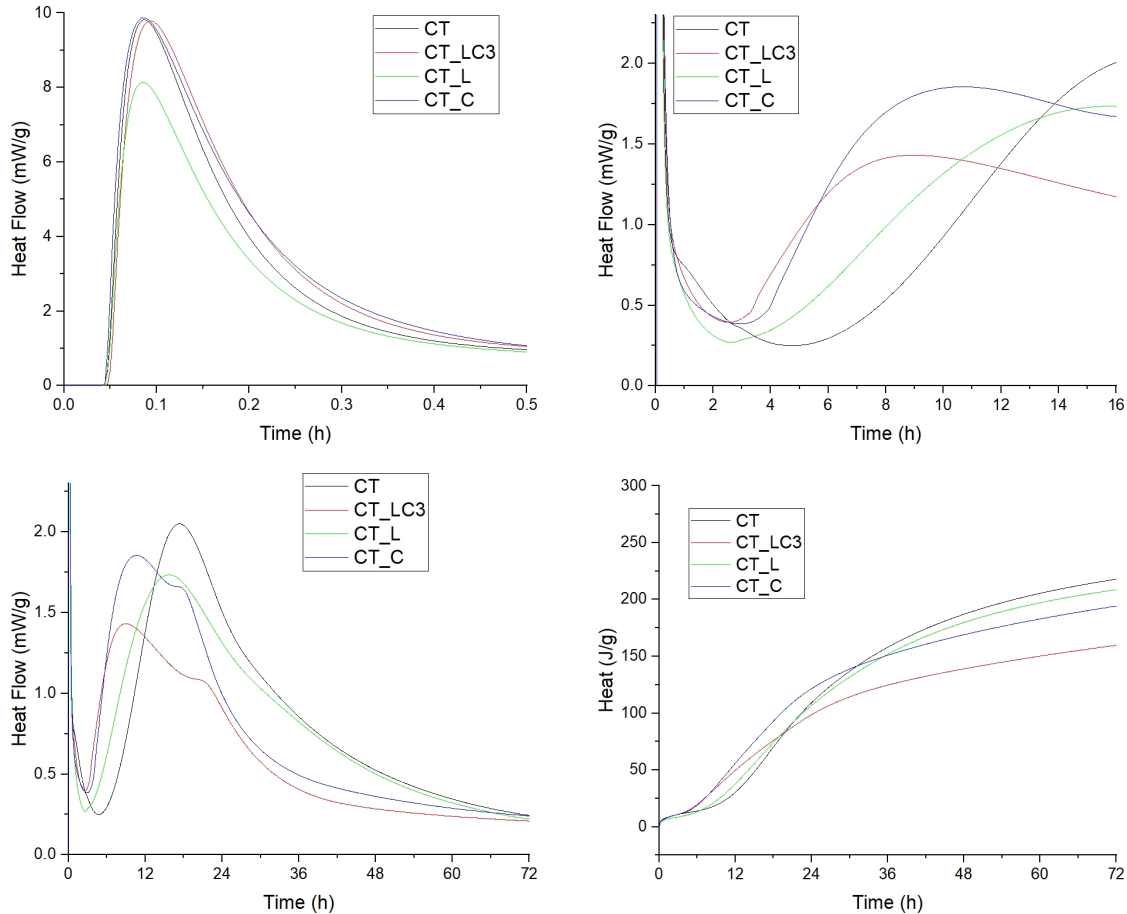 Heat Flow (mW/g)
10
8
6
4
2
0
CT
CT_LC3
CT_L
CT_C
0.0 0.1 0.2 0.3 0.4 0.5
Time (h)
Heat Flow (mW/g)
2.0
1.5
1.0
0.5
0.0
CT
CT_LC3
CT_L
CT_C
0 2 4 6 8 10 12 14 16
Time (h)
Heat Flow (mW/g)
2.0
1.5
1.0
0.5
0.0
CT
CT_LC3
CT_L
CT_C
0 12 24 36 48 60 72
Time (h)
Heat (J/g)
300
250
200
150
100
50
0
CT
CT_LC3
CT_L
CT_C
0 12 24 36 48 60 72
Time (h)